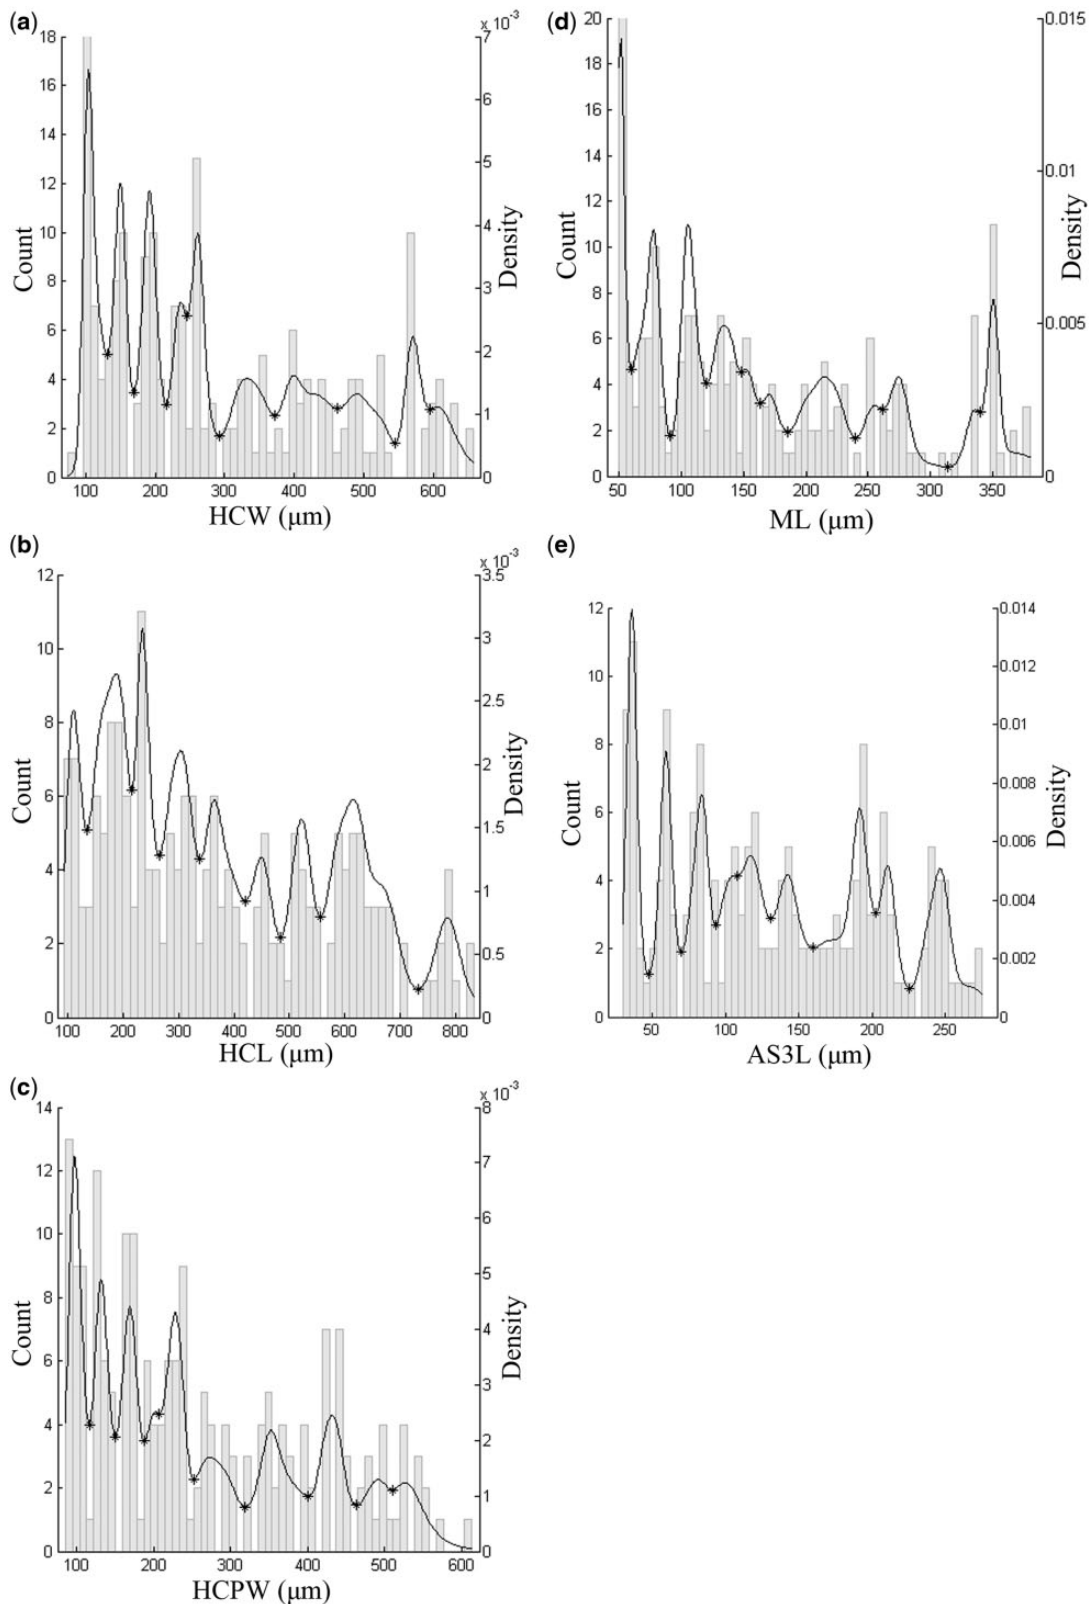 (a)
x 10⁻³
18
16
14
12
10
8
6
4
2
0
Count
7
6
5
4
3
2
1
0
Density
100 200 300 400 500 600
HCW (μm)
(d)
20
18
16
14
12
10
8
6
4
2
0
Count
0.015
0.01
0.005
0
Density
50 100 150 200 250 300 350
ML (μm)
(b)
x 10⁻³
12
10
8
6
4
2
0
Count
3.5
3
2.5
2
1.5
1
0.5
0
Density
100 200 300 400 500 600 700 800
HCL (μm)
(e)
12
10
8
6
4
2
0
Count
0.014
0.012
0.01
0.008
0.006
0.004
0.002
0
Density
50 100 150 200 250
AS3L (μm)
(c)
x 10⁻³
14
12
10
8
6
4
2
0
Count
8
7
6
5
4
3
2
1
0
Density
100 200 300 400 500 600
HCPW (μm)